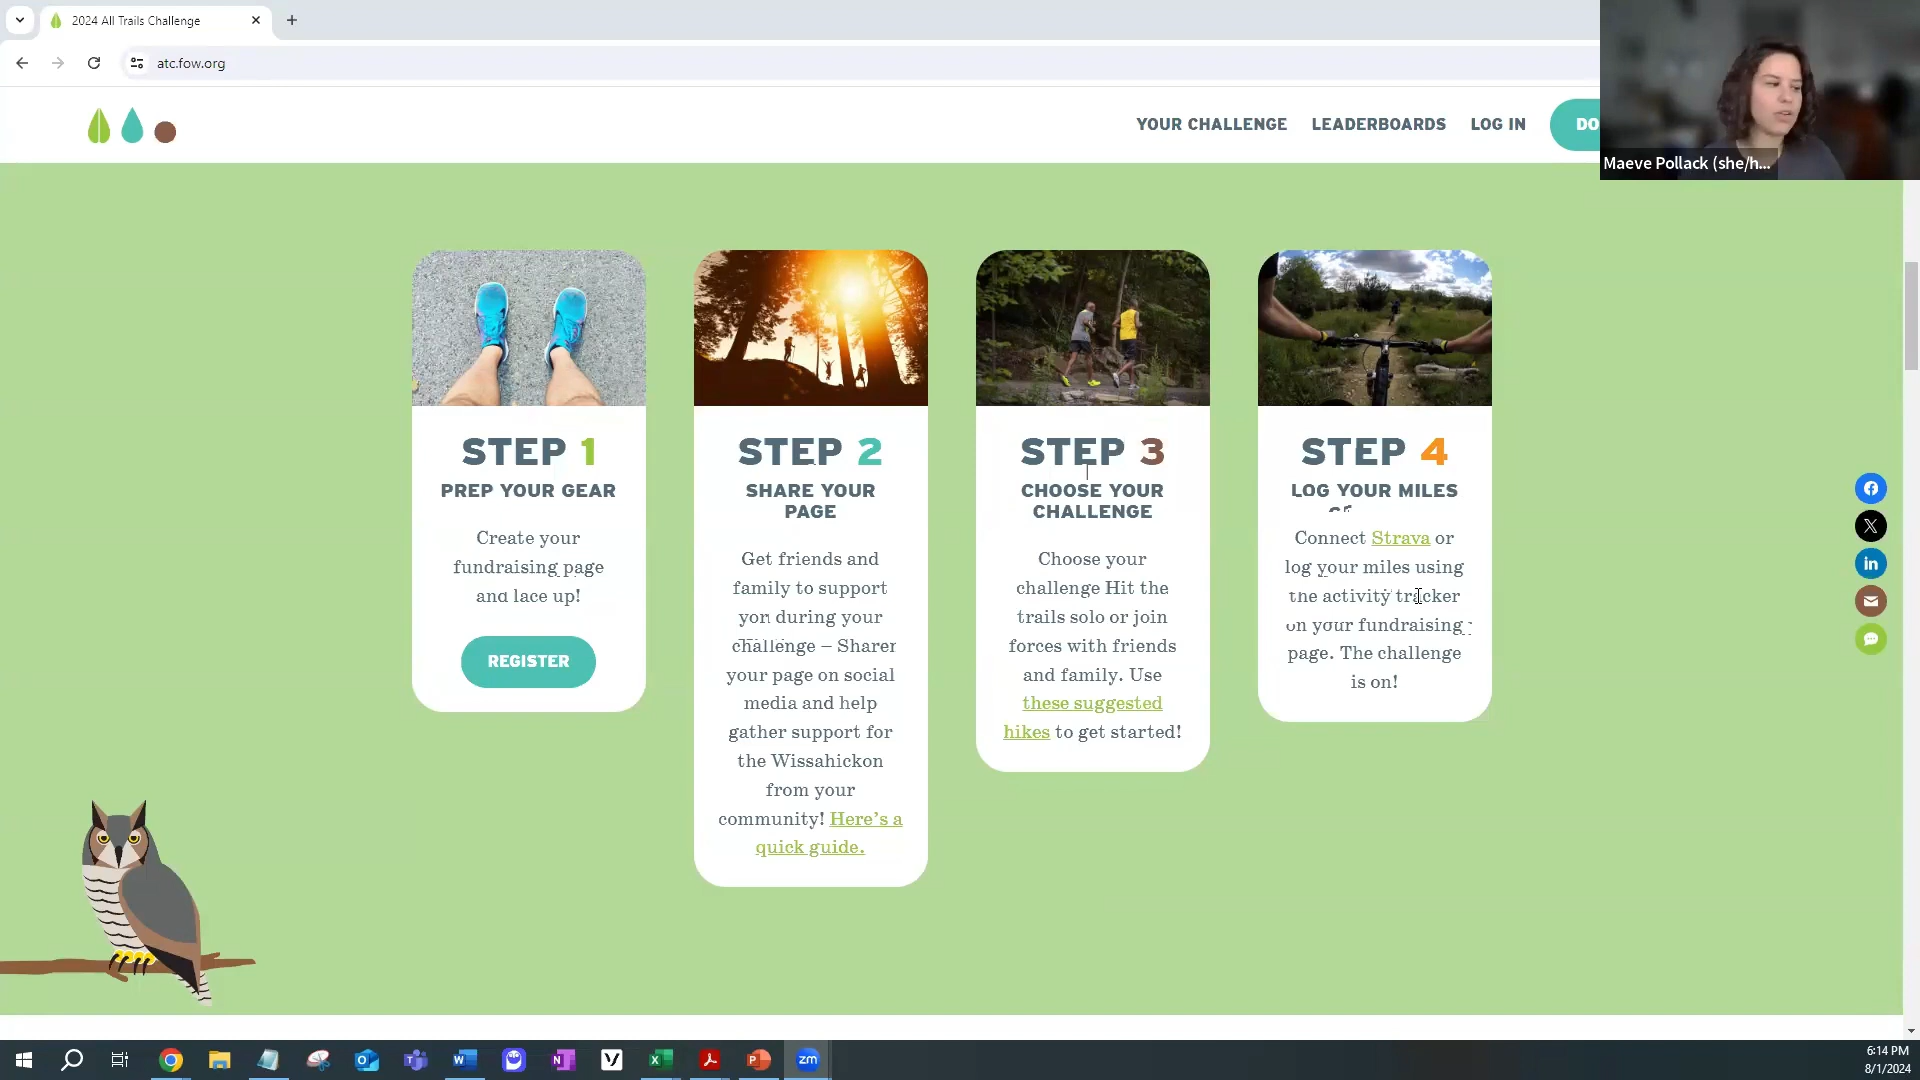 2024 All Trails Challenge
atc.fow.org
YOUR CHALLENGE LEADERBOARDS LOG IN DO
Maeve Pollack (she/h...
STEP 1
PREP YOUR GEAR
Create your
fundraising page
and lace up!
REGISTER
STEP 2
SHARE YOUR
PAGE
Get friends and
family to support
you during your
challenge – Share
your page on social
media and help
gather support for
the Wissahickon
from your
community! Here's a
quick guide.
STEP 3
CHOOSE YOUR
CHALLENGE
Choose your
challenge Hit the
trails solo or join
forces with friends
and family. Use
these suggested
hikes to get started!
STEP 4
LOG YOUR MILES
Connect Strava or
log your miles using
the activity tracker
on your fundraising
page. The challenge
is on!
zm
6:14 PM
8/1/2024